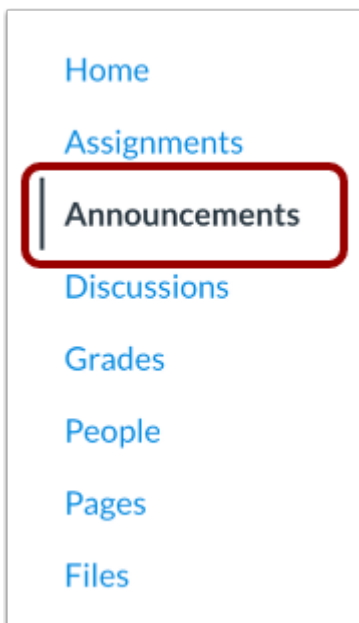 Home
Assignments
Announcements
Discussions
Grades
People
Pages
Files